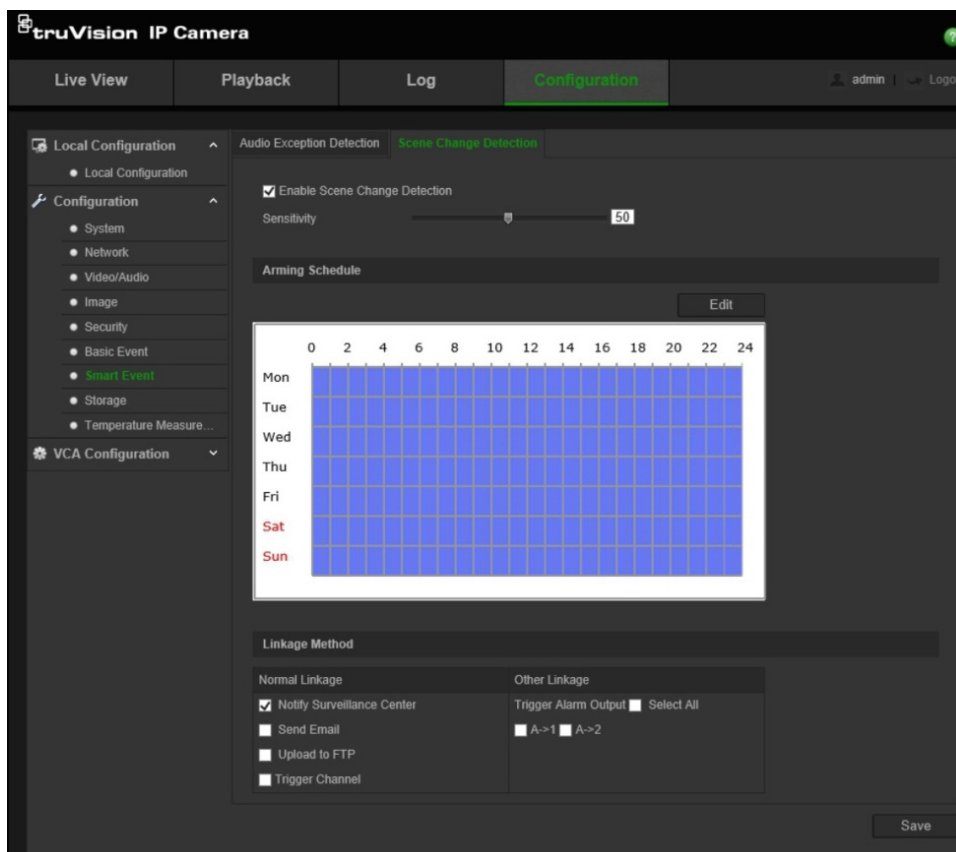 truVision IP Camera
?
Live View
Playback
Log
Configuration
admin | Logo
Local Configuration
Local Configuration
Configuration
System
Network
Video/Audio
Image
Security
Basic Event
Smart Event
Storage
Temperature Measure...
VCA Configuration
Audio Exception Detection
Scene Change Detection
Enable Scene Change Detection
Sensitivity 50
Arming Schedule
Edit
0 2 4 6 8 10 12 14 16 18 20 22 24
Mon
Tue
Wed
Thu
Fri
Sat
Sun
Linkage Method
Normal Linkage
Other Linkage
Notify Surveillance Center
Trigger Alarm Output Select All
Send Email
A->1 A->2
Upload to FTP
Trigger Channel
Save